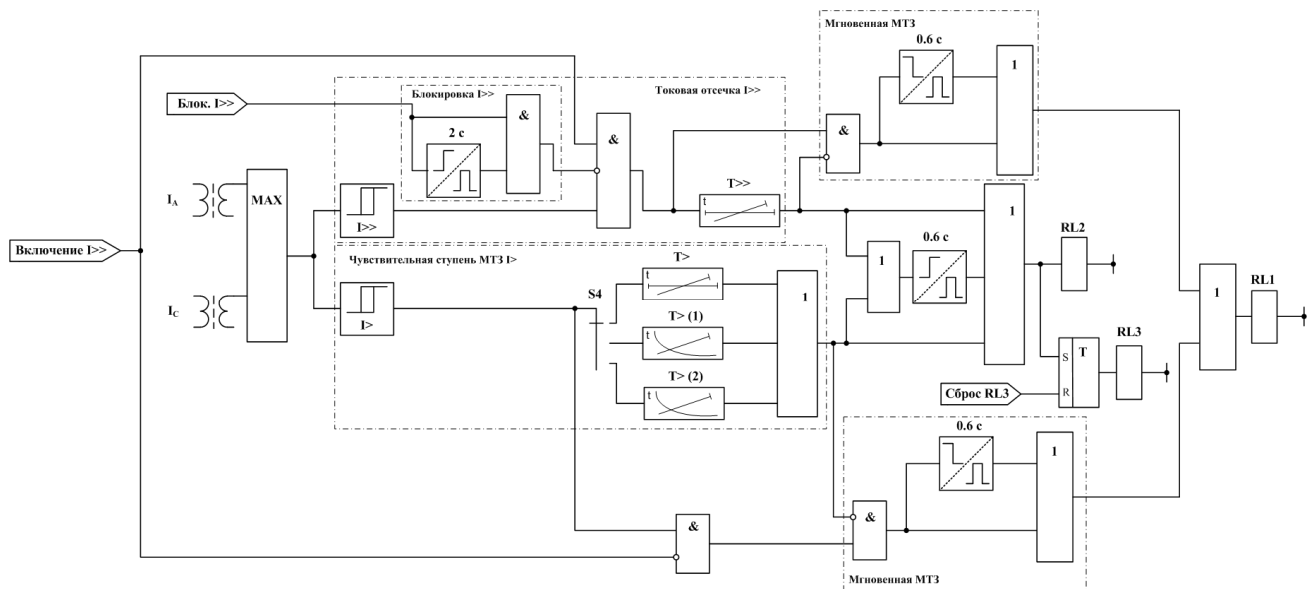 Мгновенная МТЗ
0.6 с
1
&
Блок. I>>
Блокировка I>>
Токовая отсечка I>>
&
2 с
&
I_A
MAX
I>>
T>>
1
Включение I>>
Чувствительная ступень МТЗ I>
0.6 с
1
RL2
I_C
I>
S4
T>
t
1
T> (1)
t
T> (2)
t
t
1
RL1
S
T
R
RL3
Сброс RL3
0.6 с
1
&
&
Мгновенная МТЗ